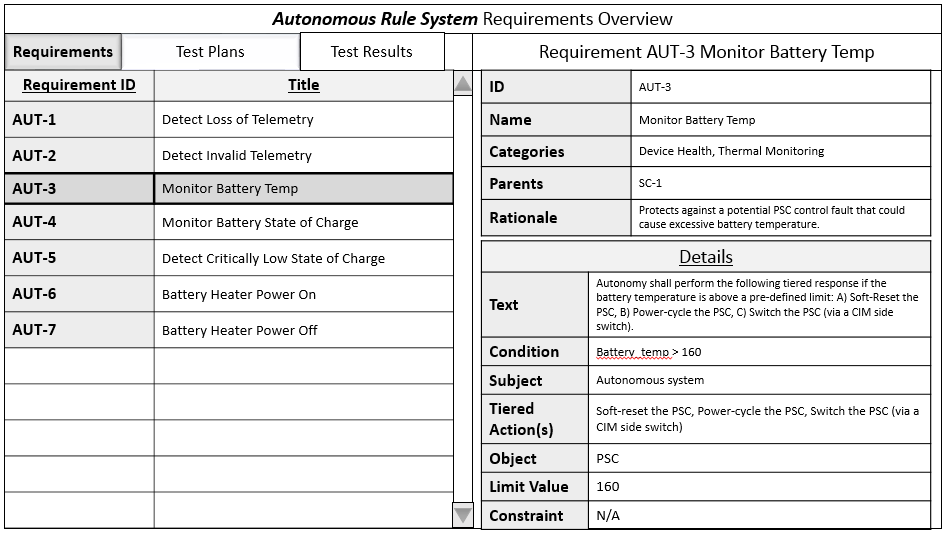 Autonomous Rule System Requirements Overview
Requirements Test Plans Test Results
Requirement ID Title
AUT-1 Detect Loss of Telemetry
AUT-2 Detect Invalid Telemetry
AUT-3 Monitor Battery Temp
AUT-4 Monitor Battery State of Charge
AUT-5 Detect Critically Low State of Charge
AUT-6 Battery Heater Power On
AUT-7 Battery Heater Power Off
Requirement AUT-3 Monitor Battery Temp
ID AUT-3
Name Monitor Battery Temp
Categories Device Health, Thermal Monitoring
Parents SC-1
Rationale Protects against a potential PSC control fault that could
cause excessive battery temperature.
Details
Text Autonomy shall perform the following tiered response if the
battery temperature is above a pre-defined limit: A) Soft-Reset the
PSC, B) Power-cycle the PSC, C) Switch the PSC (via a CIM side
switch).
Condition Battery_temp > 160
Subject Autonomous system
Tiered
Action(s) Soft-reset the PSC, Power-cycle the PSC, Switch the PSC (via a
CIM side switch)
Object PSC
Limit Value 160
Constraint N/A